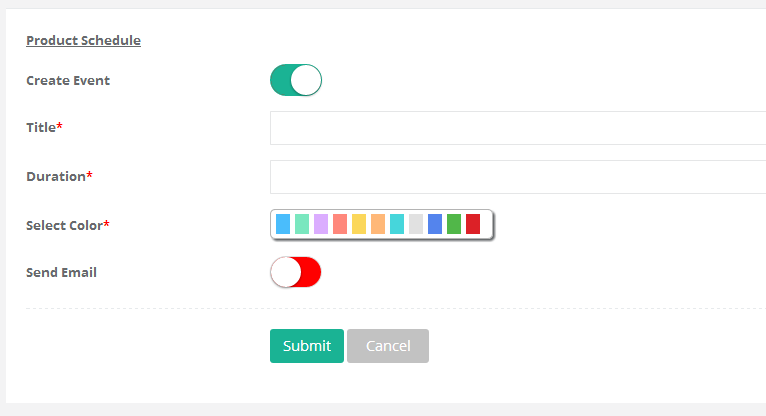 Product Schedule
Create Event
Title*
Duration*
Select Color*
Send Email
Submit Cancel